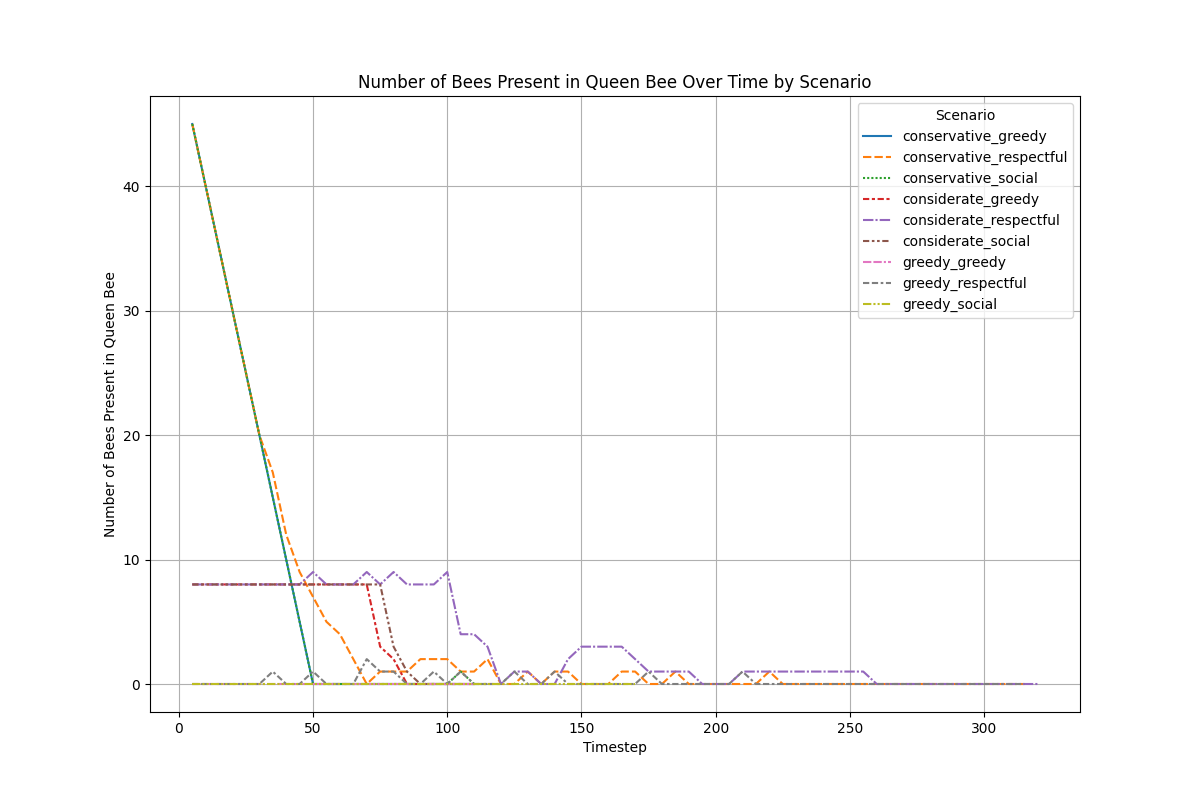 Number of Bees Present in Queen Bee Over Time by Scenario
Number of Bees Present in Queen Bee
40
30
20
10
0
0 50 100 150 200 250 300
Timestep
Scenario
conservative_greedy
conservative_respectful
conservative_social
considerate_greedy
considerate_respectful
considerate_social
greedy_greedy
greedy_respectful
greedy_social